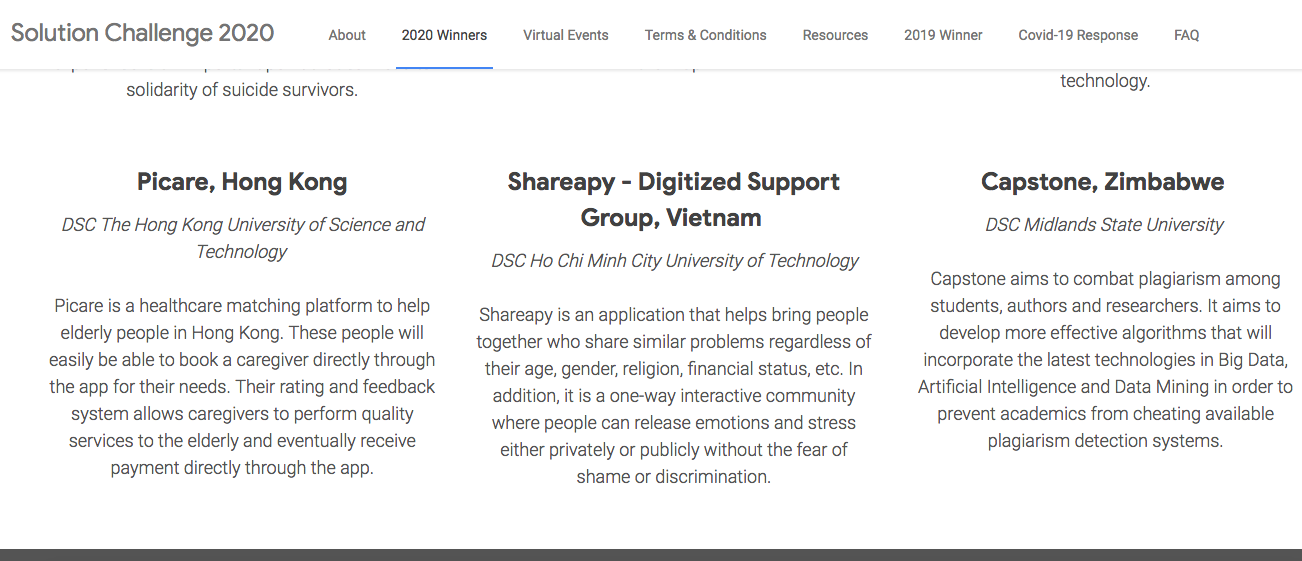 Solution Challenge 2020
About
2020 Winners
Virtual Events
Terms & Conditions
Resources
2019 Winner
Covid-19 Response
FAQ
solidarity of suicide survivors.
technology.
Picare, Hong Kong
DSC The Hong Kong University of Science and
Technology
Picare is a healthcare matching platform to help
elderly people in Hong Kong. These people will
easily be able to book a caregiver directly through
the app for their needs. Their rating and feedback
system allows caregivers to perform quality
services to the elderly and eventually receive
payment directly through the app.
Shareapy - Digitized Support
Group, Vietnam
DSC Ho Chi Minh City University of Technology
Shareapy is an application that helps bring people
together who share similar problems regardless of
their age, gender, religion, financial status, etc. In
addition, it is a one-way interactive community
where people can release emotions and stress
either privately or publicly without the fear of
shame or discrimination.
Capstone, Zimbabwe
DSC Midlands State University
Capstone aims to combat plagiarism among
students, authors and researchers. It aims to
develop more effective algorithms that will
incorporate the latest technologies in Big Data,
Artificial Intelligence and Data Mining in order to
prevent academics from cheating available
plagiarism detection systems.